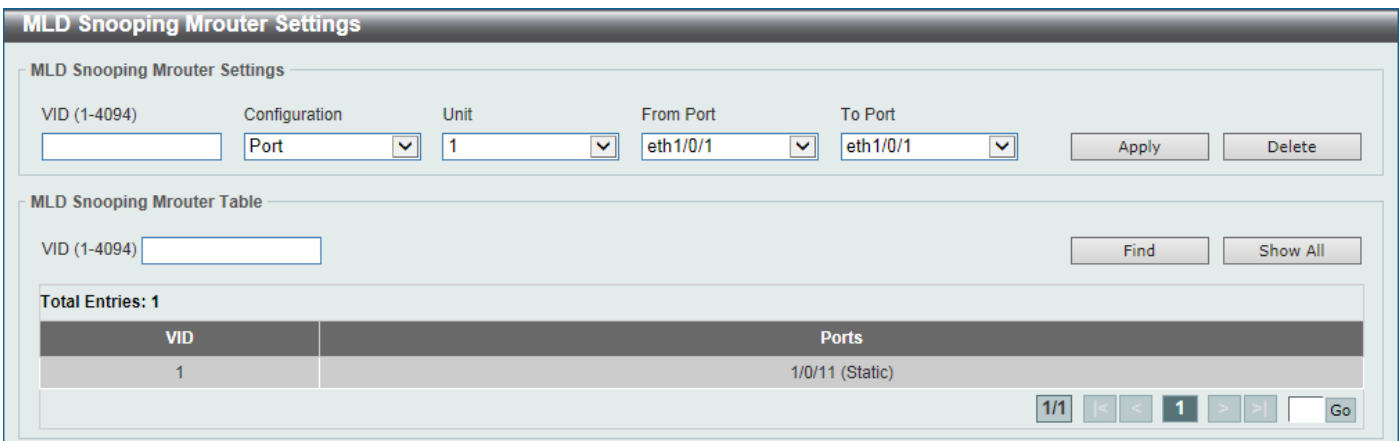 MLD Snooping Mrouter Settings
MLD Snooping Mrouter Settings
VID (1-4094) Configuration Unit From Port To Port
Port 1 eth1/0/1 eth1/0/1 Apply Delete
MLD Snooping Mrouter Table
VID (1-4094) Find Show All
Total Entries: 1
VID Ports
1 1/0/11 (Static)
1/1 |< < 1 > >| Go